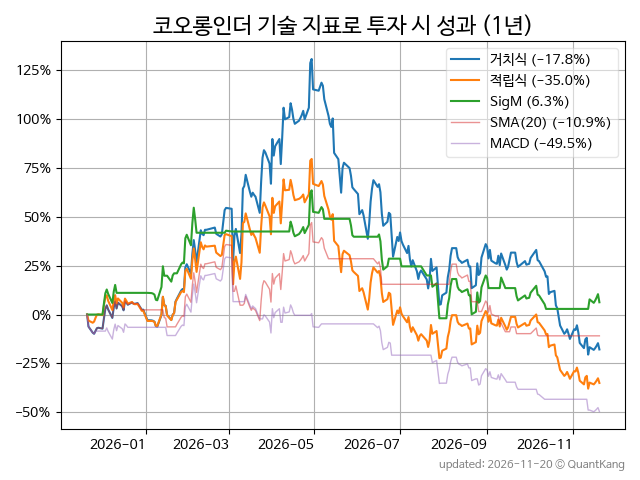 코오롱인더 기술 지표로 투자 시 성과 (1년)
거치식 (−17.8%)
적립식 (−35.0%)
SigM (6.3%)
SMA(20) (−10.9%)
MACD (−49.5%)
125%
100%
75%
50%
25%
0%
−25%
−50%
2026-01
2026-03
2026-05
2026-07
2026-09
2026-11
updated: 2026-11-20 © QuantKang